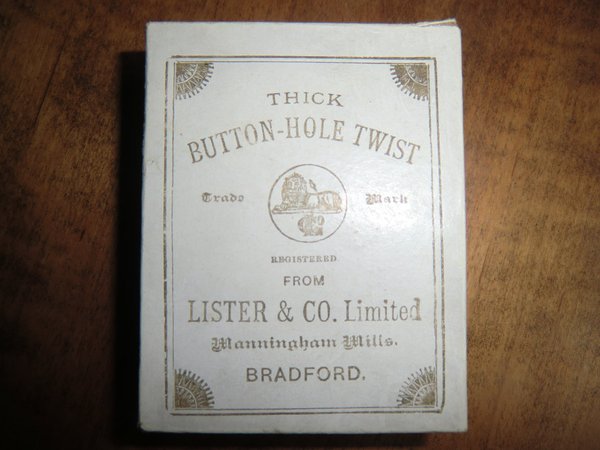 THICK
BUTTON-HOLE TWIST
Trade Mark
REGISTERED
FROM
LISTER & CO. Limited
Manningham Mills.
BRADFORD.